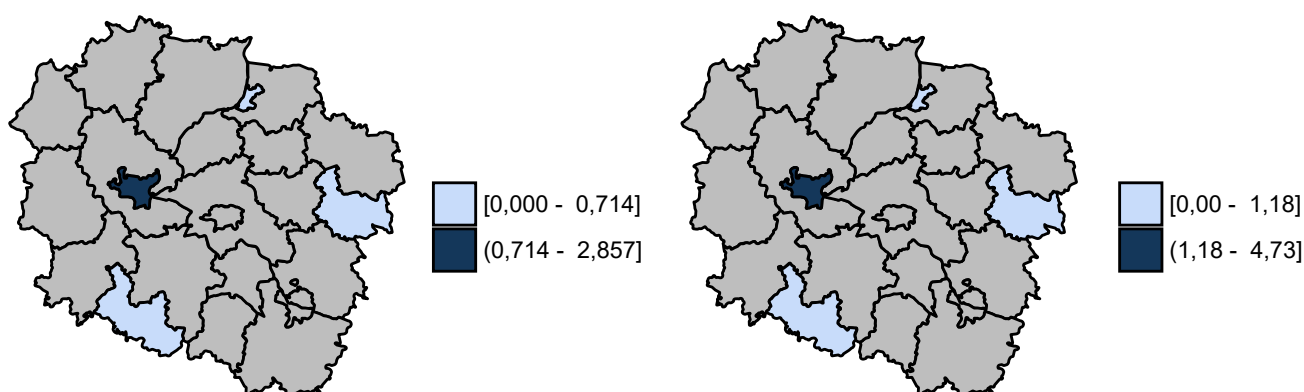 [0,000 -  0,714]
(0,714 -  2,857]
[0,00 -  1,18]
(1,18 -  4,73]